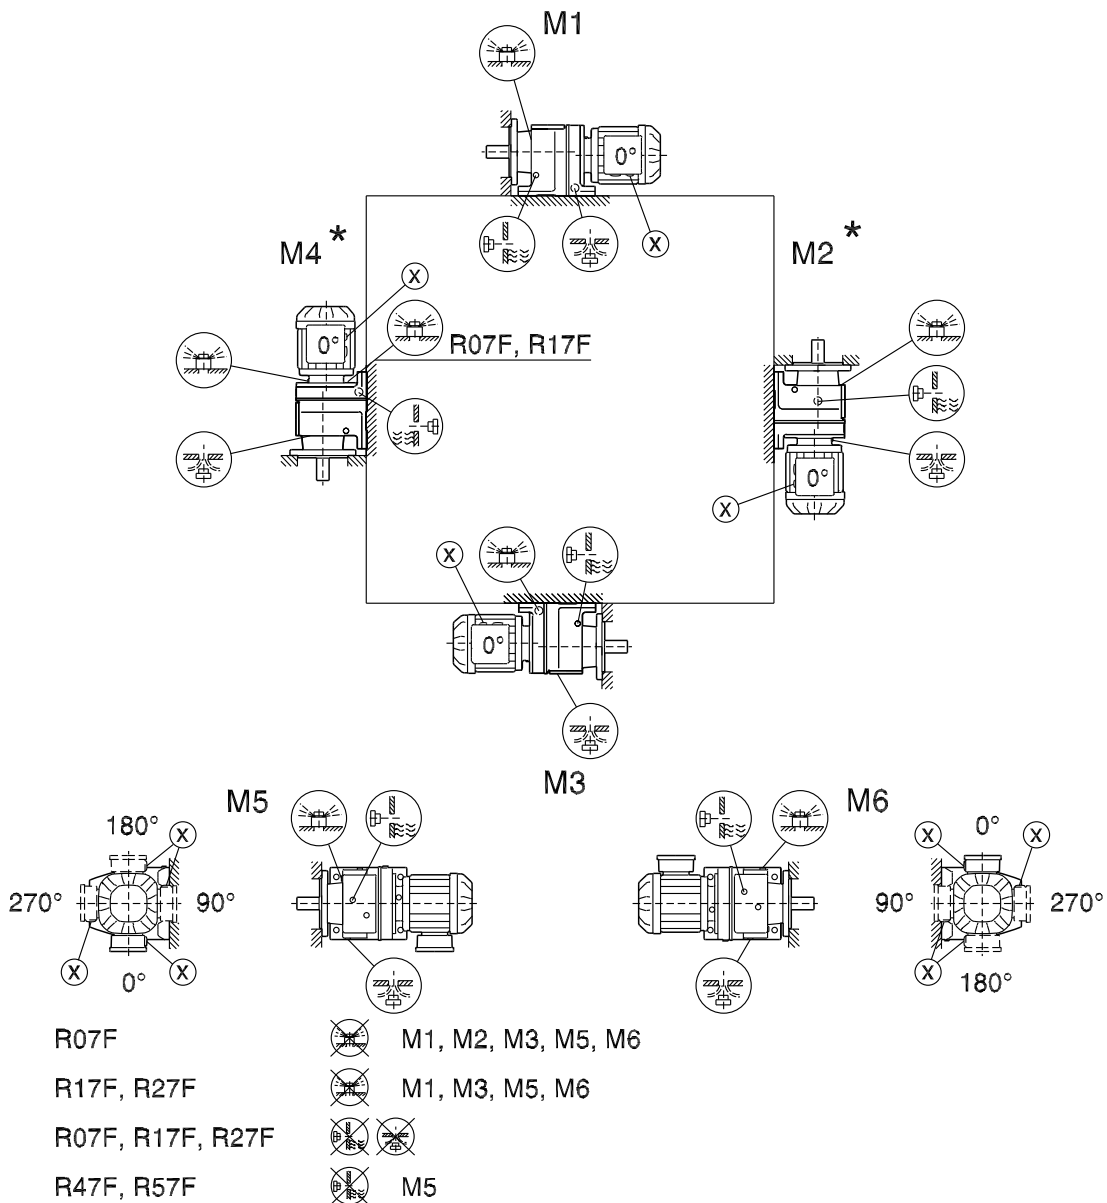 M1
0°
X
M4 *
M2 *
X
0°
R07F, R17F
0°
X
X
0°
M3
M5
M6
180°
X
270°
90°
X
0°
X
0°
X
X
90°
270°
X
180°
R07F M1, M2, M3, M5, M6
R17F, R27F M1, M3, M5, M6
R07F, R17F, R27F
R47F, R57F M5